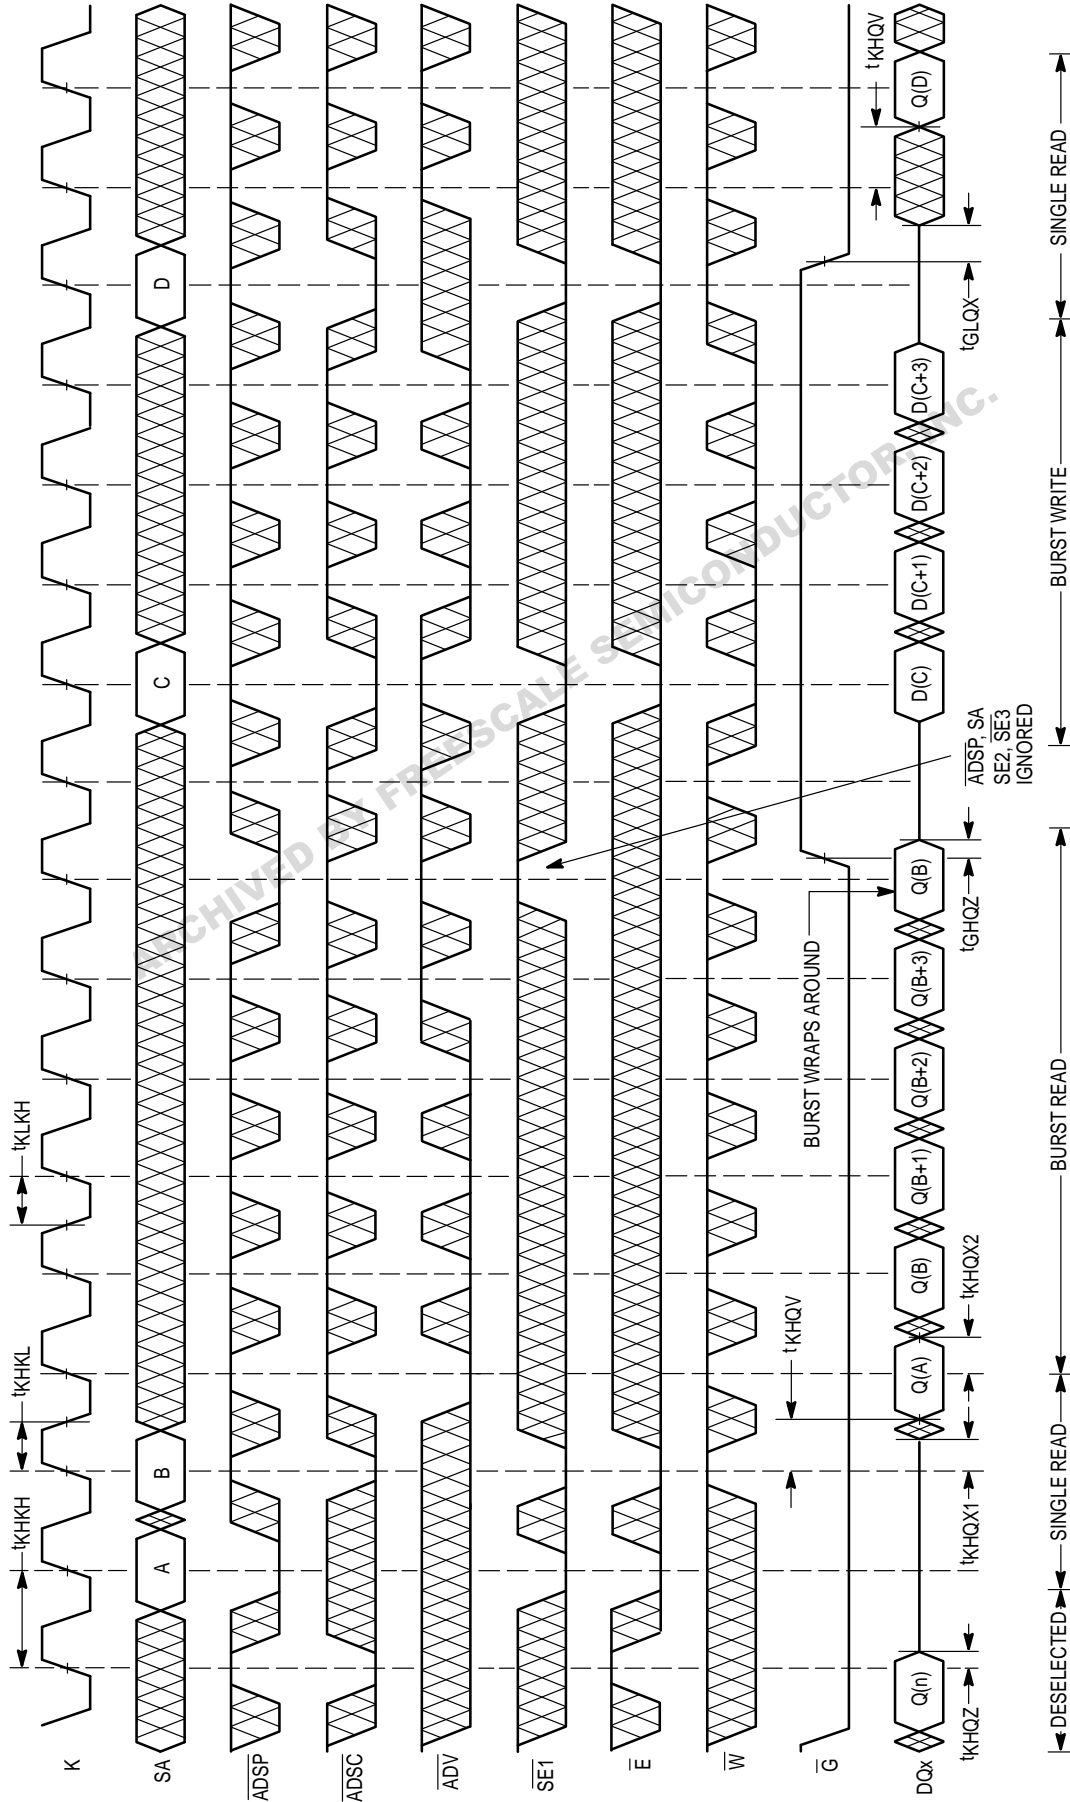 K
tKHKH
tKHKL
tKLKH
SA
A
B
C
D
ADSP
ADSC
ADV
SE1
E
W
G
DQx
Q(n)
Q(A)
Q(B)
Q(B+1)
Q(B+2)
Q(B+3)
Q(B)
D(C)
D(C+1)
D(C+2)
D(C+3)
Q(D)
tKHQZ
tKHQX1
tKHQV
tKHQX2
BURST WRAPS AROUND
tGHQZ
ADSP, SA
SE2, SE3
IGNORED
tGLQX
tKHQV
DESELECTED
SINGLE READ
BURST READ
BURST WRITE
SINGLE READ
ARCHIVED BY FREESCALE SEMICONDUCTOR, INC.